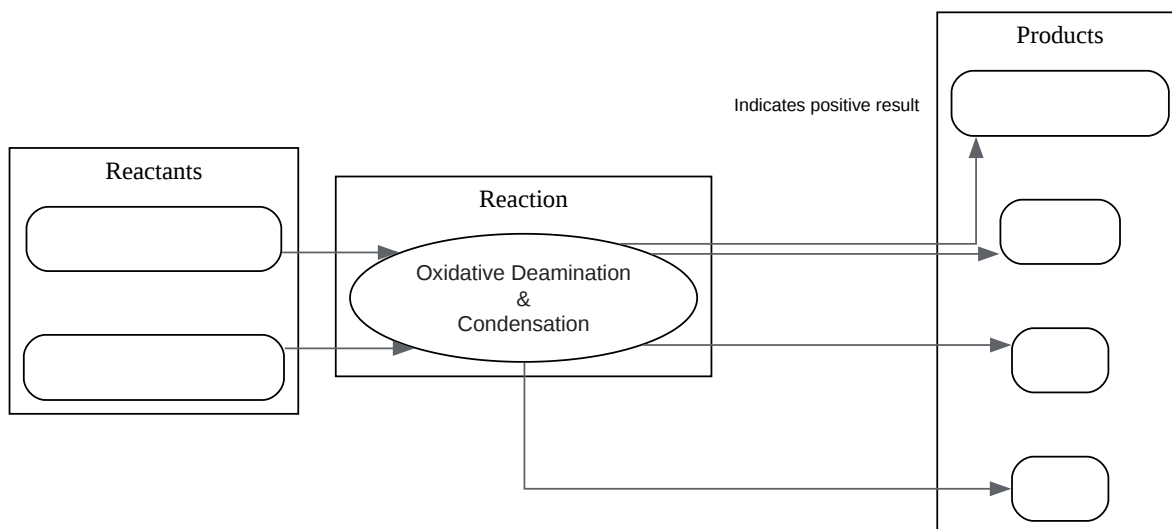 Products
Indicates positive result
Reactants
Reaction
Oxidative Deamination
&
Condensation